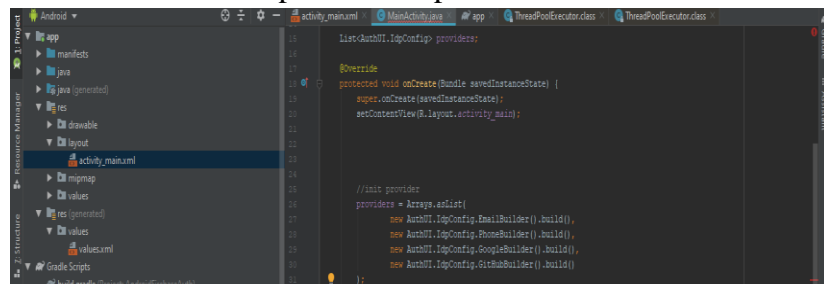 Android
activity_main.xml
MainActivity.java
app
ThreadPoolExecutor.class
ThreadPoolExecutor.class
1: Project
Resource Manager
Z: Structure
app
manifests
java
java (generated)
res
drawable
layout
activity_main.xml
mipmap
values
res (generated)
values
values.xml
Gradle Scripts
15 List<AuthUI.IdpConfig> providers;
16
17 @Override
18 protected void onCreate(Bundle savedInstanceState) {
19 super.onCreate(savedInstanceState);
20 setContentView(R.layout.activity_main);
21
22
23
24
25 //init provider
26 providers = Arrays.asList(
27 new AuthUI.IdpConfig.EmailBuilder().build(),
28 new AuthUI.IdpConfig.PhoneBuilder().build(),
29 new AuthUI.IdpConfig.GoogleBuilder().build(),
30 new AuthUI.IdpConfig.GitHubBuilder().build()
31 );